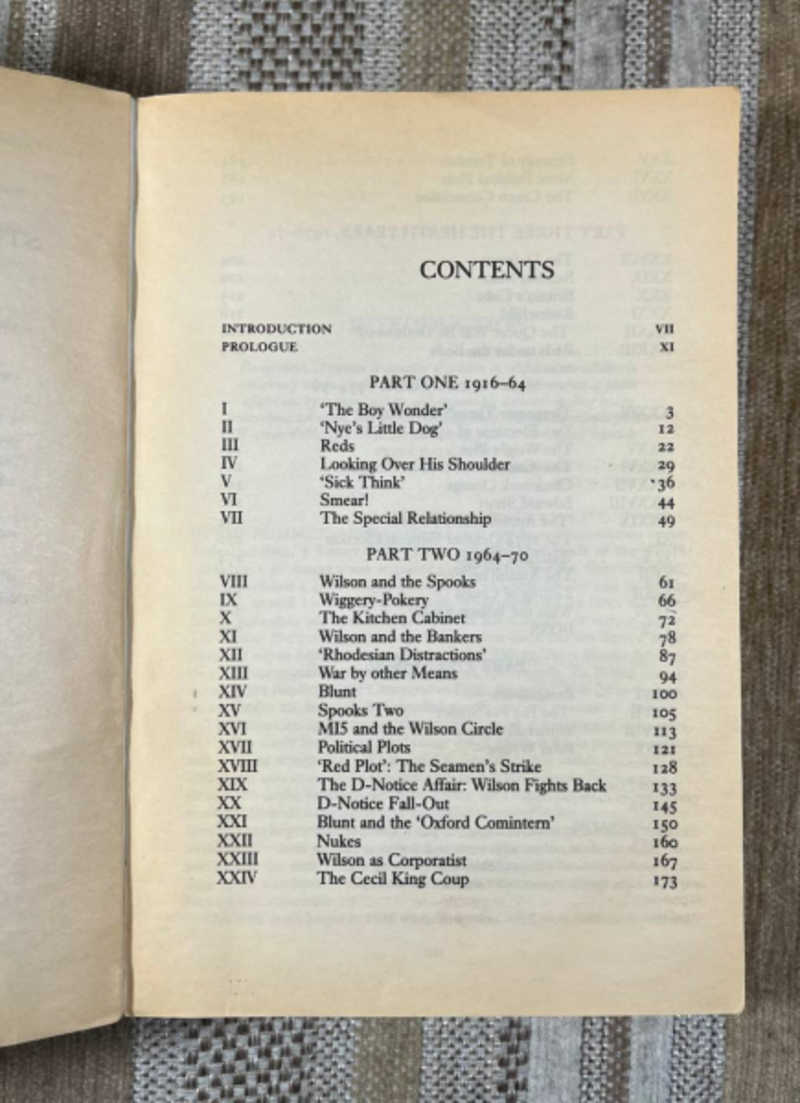 CONTENTS
INTRODUCTION VII
PROLOGUE XI
PART ONE 1916–64
I ‘The Boy Wonder’ 3
II ‘Nye’s Little Dog’ 12
III Reds 22
IV Looking Over His Shoulder 29
V ‘Sick Think’ 36
VI Smear! 44
VII The Special Relationship 49
PART TWO 1964–70
VIII Wilson and the Spooks 61
IX Wiggery-Pokery 66
X The Kitchen Cabinet 72
XI Wilson and the Bankers 78
XII ‘Rhodesian Distractions’ 87
XIII War by other Means 94
XIV Blunt 100
XV Spooks Two 105
XVI MI5 and the Wilson Circle 113
XVII Political Plots 121
XVIII ‘Red Plot’: The Seamen’s Strike 128
XIX The D-Notice Affair: Wilson Fights Back 133
XX D-Notice Fall-Out 145
XXI Blunt and the ‘Oxford Comintern’ 150
XXII Nukes 160
XXIII Wilson as Corporatist 167
XXIV The Cecil King Coup 173